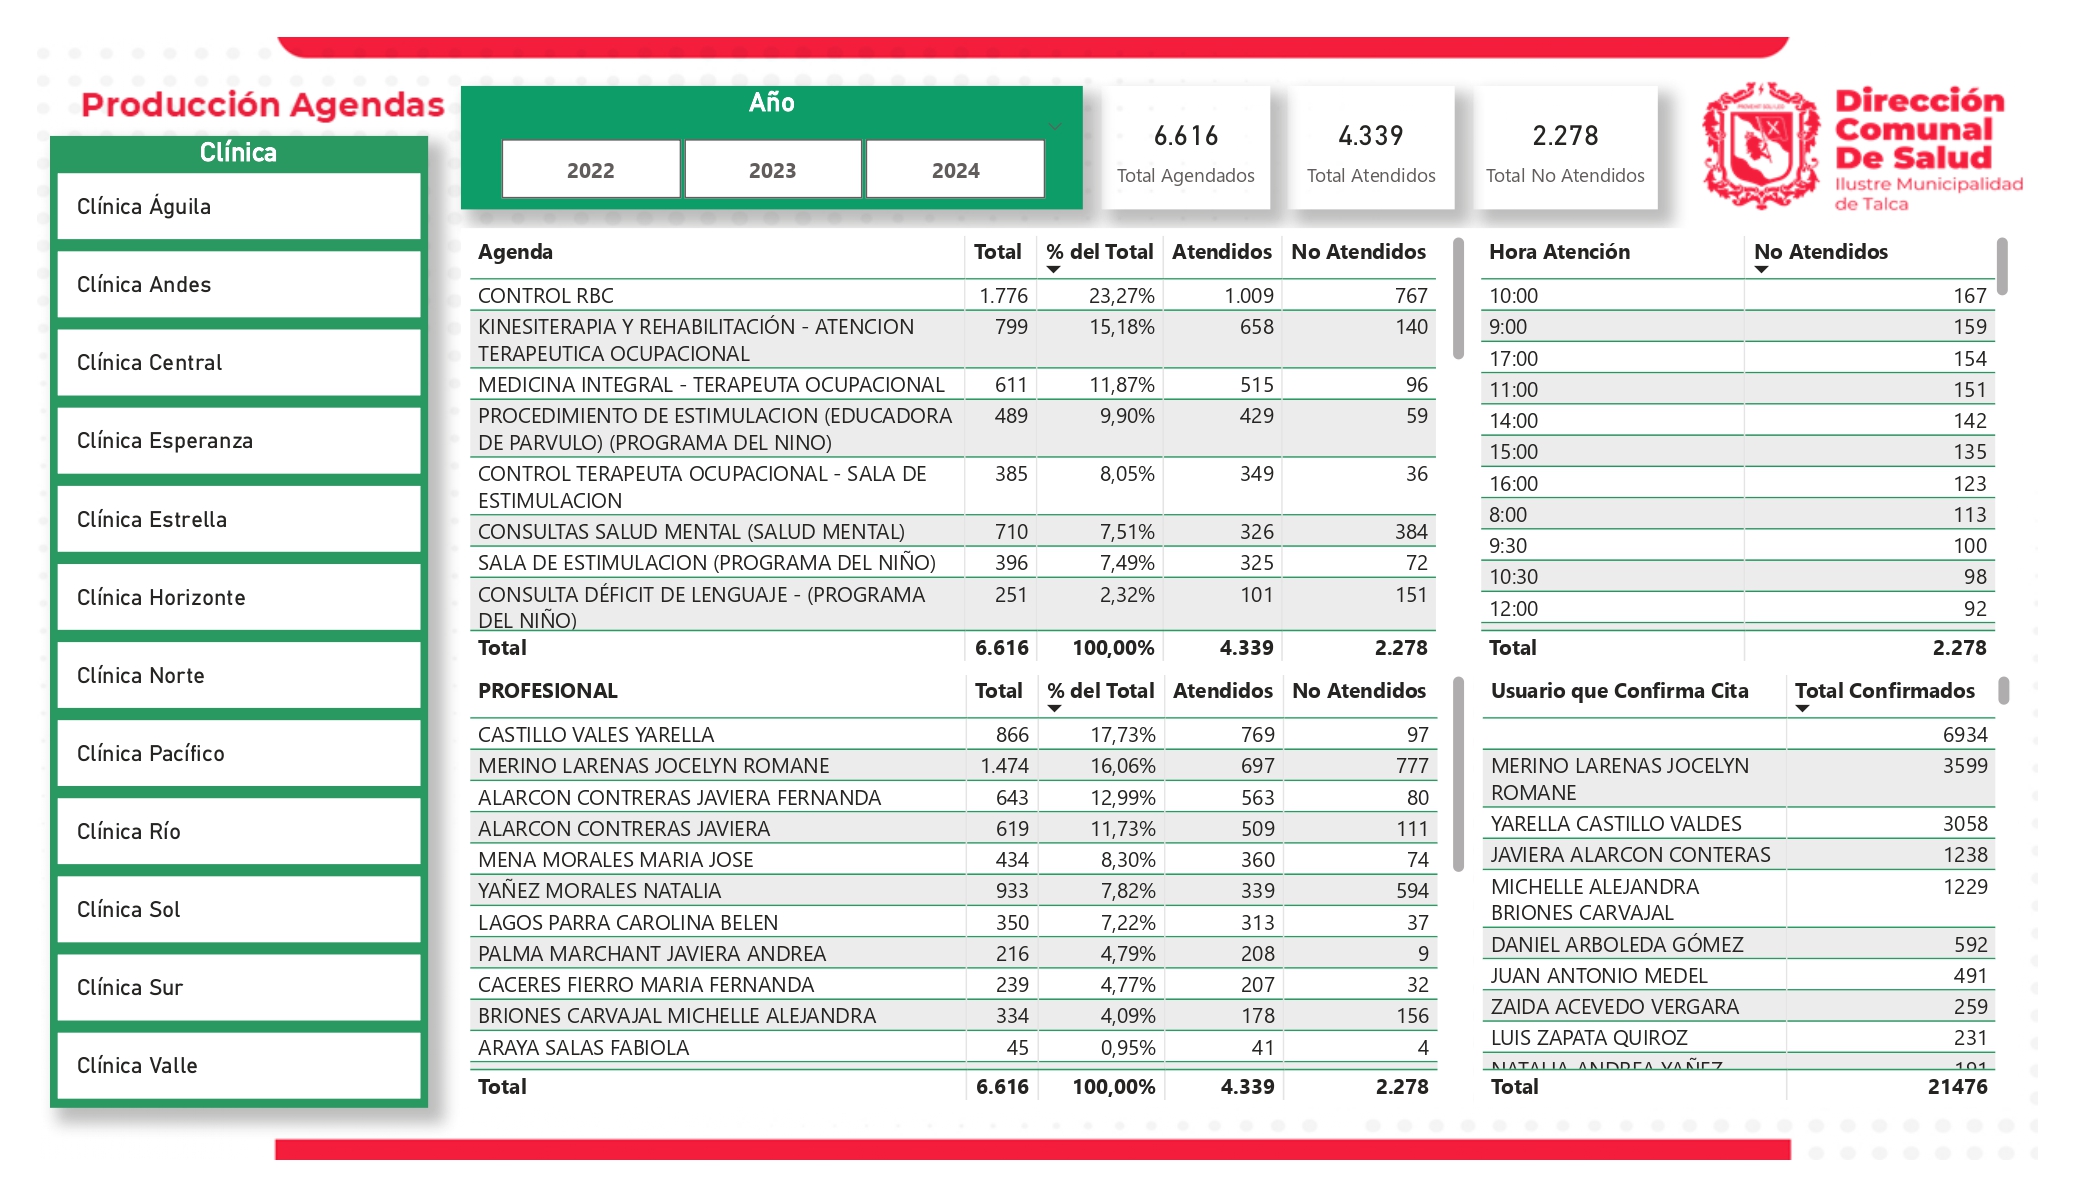 Producción Agendas
Clínica
Clínica Águila
Clínica Andes
Clínica Central
Clínica Esperanza
Clínica Estrella
Clínica Horizonte
Clínica Norte
Clínica Pacífico
Clínica Río
Clínica Sol
Clínica Sur
Clínica Valle
Año
2022 2023 2024
6.616
Total Agendados
4.339
Total Atendidos
2.278
Total No Atendidos
Dirección
Comunal
De Salud
Ilustre Municipalidad
de Talca
Agenda Total % del Total Atendidos No Atendidos
CONTROL RBC 1.776 23,27% 1.009 767
KINESITERAPIA Y REHABILITACIÓN - ATENCION 799 15,18% 658 140
TERAPEUTICA OCUPACIONAL
MEDICINA INTEGRAL - TERAPEUTA OCUPACIONAL 611 11,87% 515 96
PROCEDIMIENTO DE ESTIMULACION (EDUCADORA 489 9,90% 429 59
DE PARVULO) (PROGRAMA DEL NINO)
CONTROL TERAPEUTA OCUPACIONAL - SALA DE 385 8,05% 349 36
ESTIMULACION
CONSULTAS SALUD MENTAL (SALUD MENTAL) 710 7,51% 326 384
SALA DE ESTIMULACION (PROGRAMA DEL NIÑO) 396 7,49% 325 72
CONSULTA DÉFICIT DE LENGUAJE - (PROGRAMA 251 2,32% 101 151
DEL NIÑO)
Total 6.616 100,00% 4.339 2.278
Hora Atención No Atendidos
10:00 167
9:00 159
17:00 154
11:00 151
14:00 142
15:00 135
16:00 123
8:00 113
9:30 100
10:30 98
12:00 92
Total 2.278
PROFESIONAL Total % del Total Atendidos No Atendidos
CASTILLO VALES YARELLA 866 17,73% 769 97
MERINO LARENAS JOCELYN ROMANE 1.474 16,06% 697 777
ALARCON CONTRERAS JAVIERA FERNANDA 643 12,99% 563 80
ALARCON CONTRERAS JAVIERA 619 11,73% 509 111
MENA MORALES MARIA JOSE 434 8,30% 360 74
YAÑEZ MORALES NATALIA 933 7,82% 339 594
LAGOS PARRA CAROLINA BELEN 350 7,22% 313 37
PALMA MARCHANT JAVIERA ANDREA 216 4,79% 208 9
CACERES FIERRO MARIA FERNANDA 239 4,77% 207 32
BRIONES CARVAJAL MICHELLE ALEJANDRA 334 4,09% 178 156
ARAYA SALAS FABIOLA 45 0,95% 41 4
Total 6.616 100,00% 4.339 2.278
Usuario que Confirma Cita Total Confirmados
6934
MERINO LARENAS JOCELYN 3599
ROMANE
YARELLA CASTILLO VALDES 3058
JAVIERA ALARCON CONTERAS 1238
MICHELLE ALEJANDRA 1229
BRIONES CARVAJAL
DANIEL ARBOLEDA GÓMEZ 592
JUAN ANTONIO MEDEL 491
ZAIDA ACEVEDO VERGARA 259
LUIS ZAPATA QUIROZ 231
NATALIA ANDREA YAÑEZ 191
Total 21476